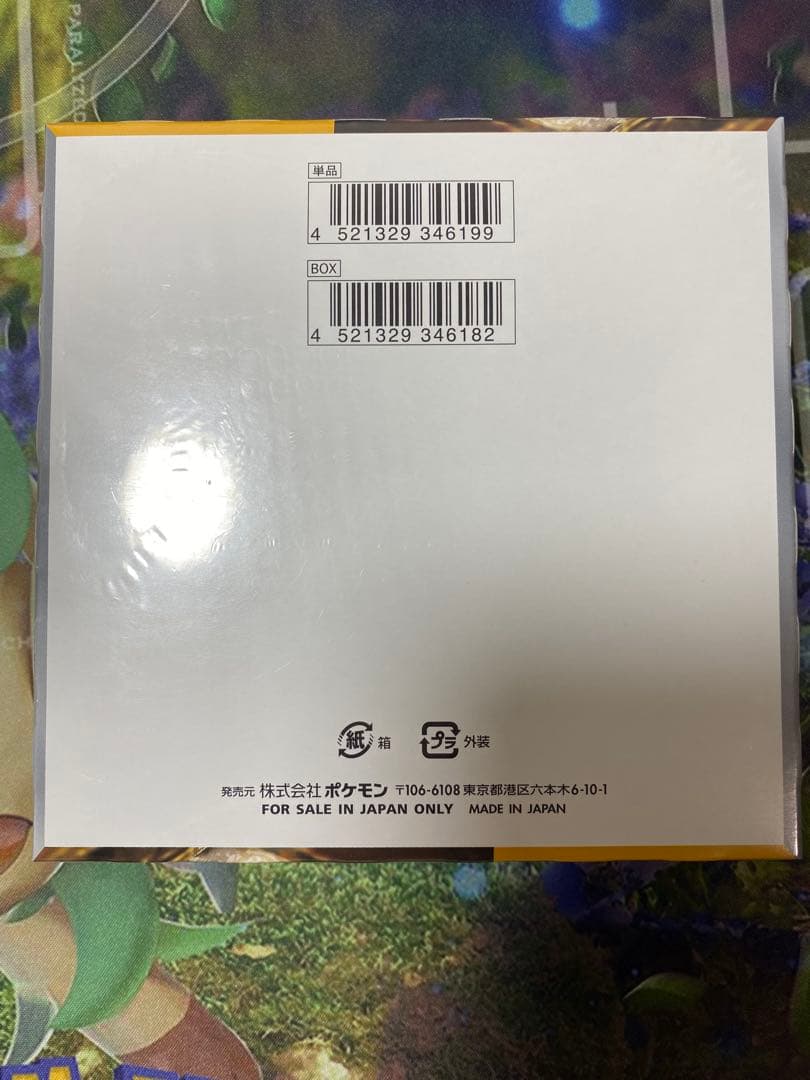 PARALYZED
単品
4 521329 346199
BOX
4 521329 346182
紙 箱 プラ 外装
発売元 株式会社 ポケモン 〒106-6108 東京都港区六本木6-10-1
FOR SALE IN JAPAN ONLY MADE IN JAPAN